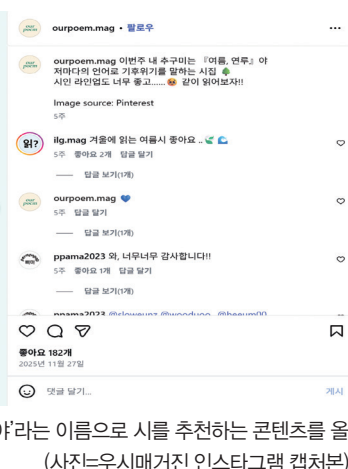 our poem
ourpoem.mag • 팔로우
our poem
ourpoem.mag 이번주 내 추구미는 『여름, 연루』야
저마다의 언어로 기후위기를 말하는 시집 🌲
시인 라인업도 너무 좋고...... 🥹 같이 읽어보자!!
Image source: Pinterest
5주
읽?
ilg.mag 겨울에 읽는 여름시 좋아요 .. 🌊
5주 좋아요 2개 답글 달기
답글 보기(1개)
our poem
ourpoem.mag 💙
5주 답글 달기
답글 보기(1개)
ppama2023 와, 너무너무 감사합니다!!
5주 좋아요 1개 답글 달기
답글 보기(1개)
좋아요 182개
2025년 11월 27일
댓글 달기...
게시
야'라는 이름으로 시를 추천하는 콘텐츠를 올
(사진=우시매거진 인스타그램 캡처본)